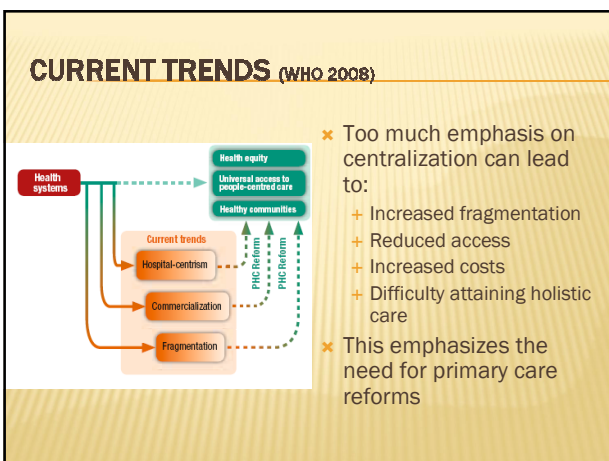 CURRENT TRENDS (WHO 2008)
Health
systems
Health equity
Universal access to
people-centred care
Healthy communities
Current trends
Hospital-centrism
Commercialization
Fragmentation
PHC Reform
PHC Reform
Too much emphasis on
centralization can lead
to:
+ Increased fragmentation
+ Reduced access
+ Increased costs
+ Difficulty attaining holistic
care
This emphasizes the
need for primary care
reforms